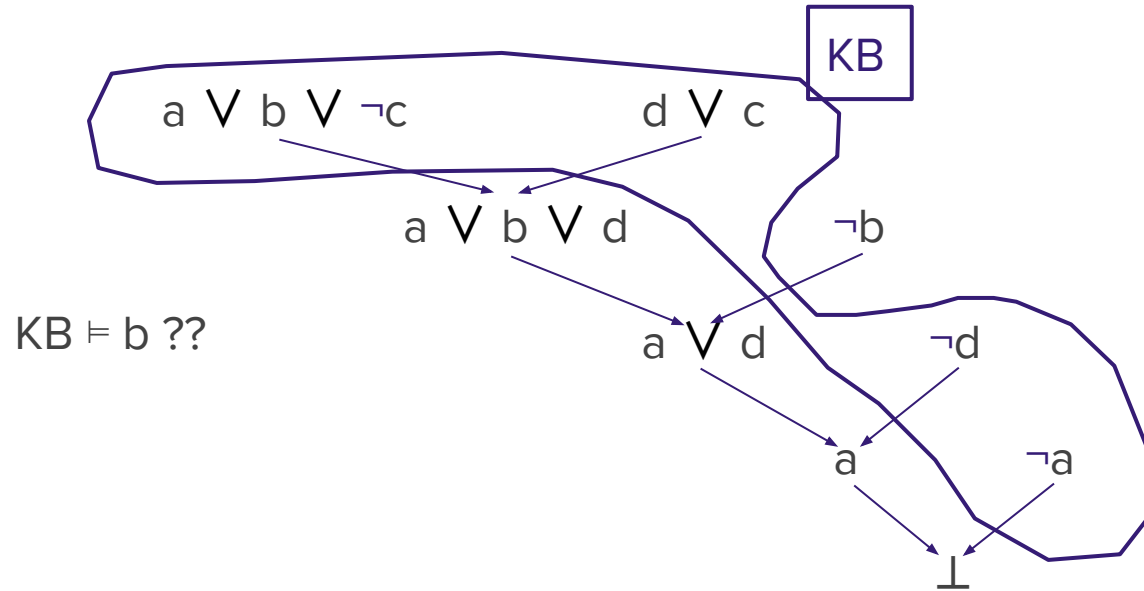 KB
a ∨ b ∨ ¬c d ∨ c
a ∨ b ∨ d ¬b
KB ⊨ b ??
a ∨ d ¬d
a ¬a
⊥